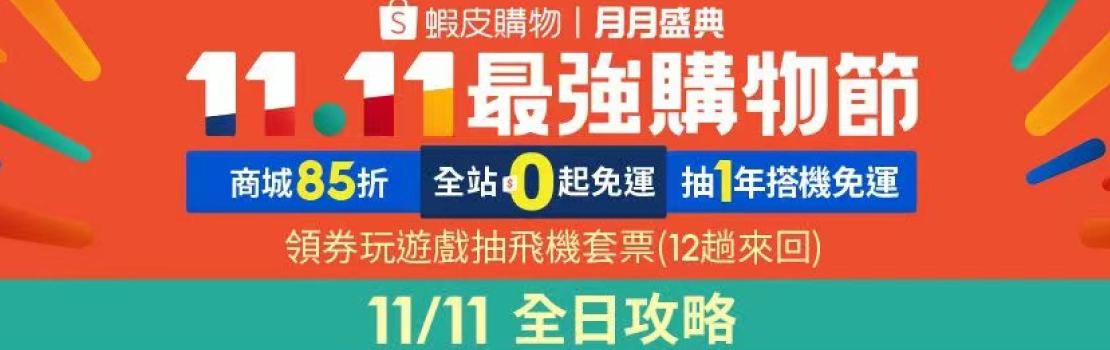 蝦皮購物 | 月月盛典
11.11最強購物節
商城85折 全站$0起免運 抽1年搭機免運
領券玩遊戲抽飛機套票(12趟來回)
11/11 全日攻略